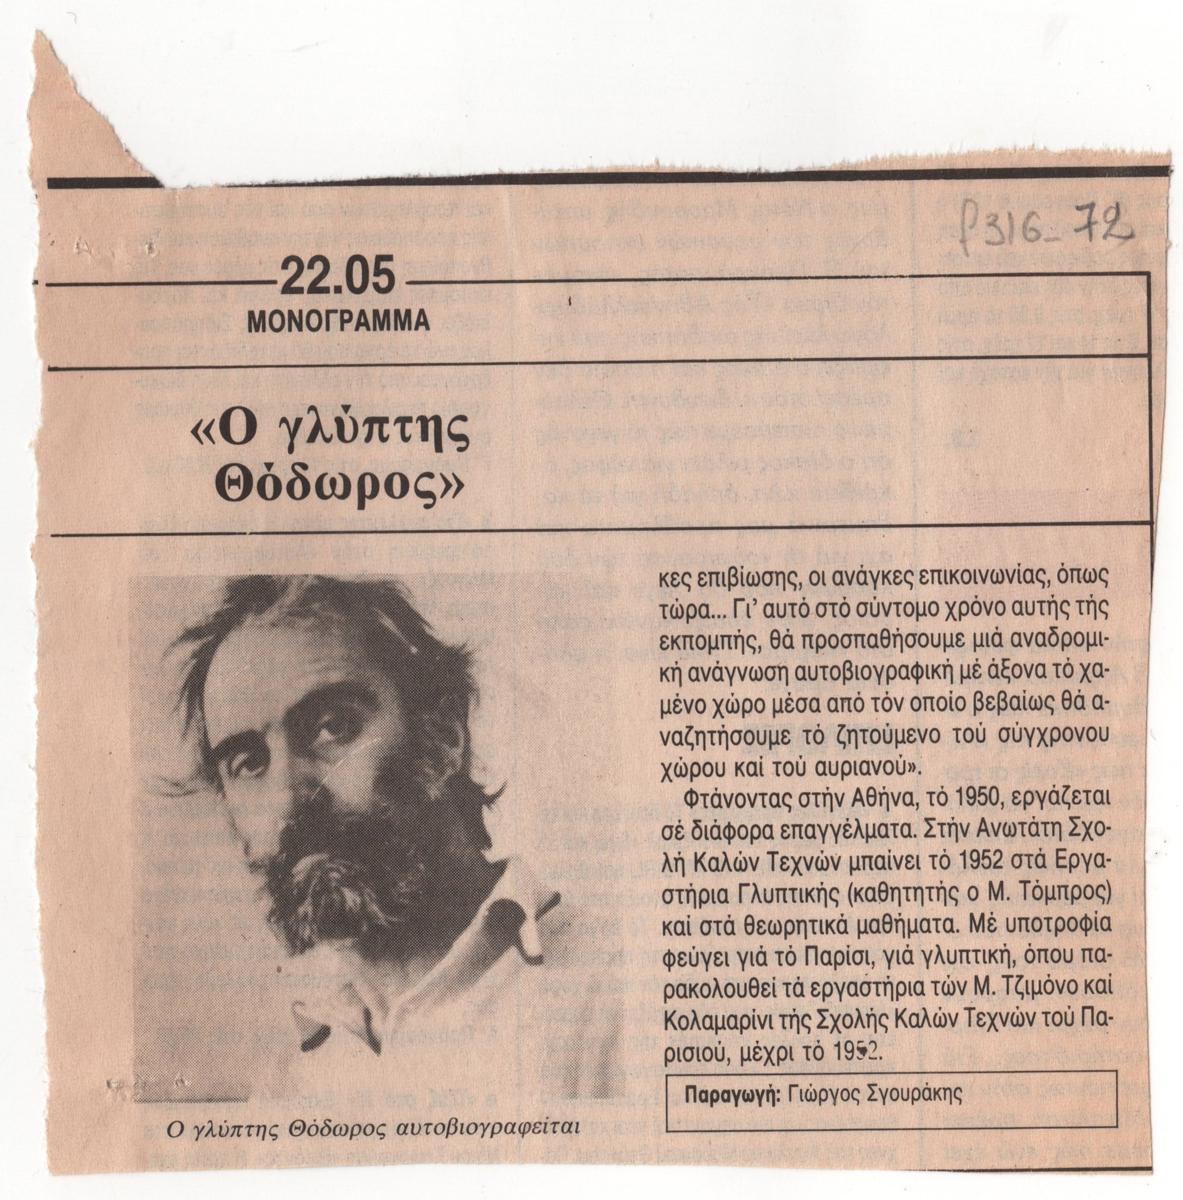 P316_72
22.05
ΜΟΝΟΓΡΑΜΜΑ
«Ο γλύπτης
Θόδωρος»
κες επιβίωσης, οι ανάγκες επικοινωνίας, όπως
τώρα... Γι' αυτό στό σύντομο χρόνο αυτής τής
εκπομπής, θά προσπαθήσουμε μιά αναδρομι-
κή ανάγνωση αυτοβιογραφική μέ άξονα τό χα-
μένο χώρο μέσα από τόν οποίο βεβαίως θά α-
ναζητήσουμε τό ζητούμενο τού σύγχρονου
χώρου καί τού αυριανού».
Φτάνοντας στήν Αθήνα, τό 1950, εργάζεται
σέ διάφορα επαγγέλματα. Στήν Ανωτάτη Σχο-
λή Καλών Τεχνών μπαίνει τό 1952 στά Εργα-
στήρια Γλυπτικής (καθητητής ο Μ. Τόμπρος)
καί στά θεωρητικά μαθήματα. Μέ υποτροφία
φεύγει γιά τό Παρίσι, γιά γλυπτική, όπου πα-
ρακολουθεί τά εργαστήρια τών Μ. Τζιμόνο καί
Κολαμαρίνι τής Σχολής Καλών Τεχνών τού Πα-
ρισιού, μέχρι τό
Παραγωγή: Γιώργος Σγουράκης
Ο γλύπτης Θόδωρος αυτοβιογραφείται